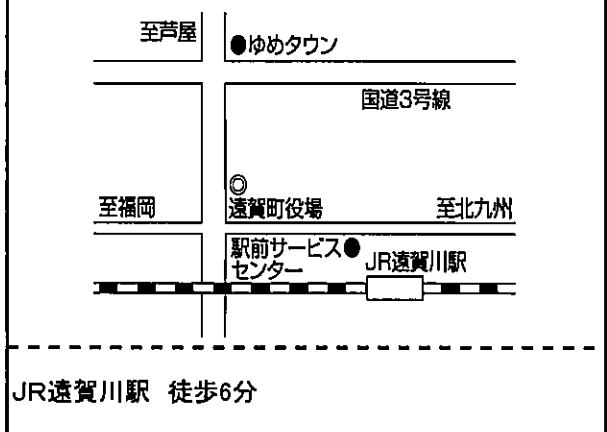 至芦屋
●ゆめタウン
国道3号線
◎
至福岡
遠賀町役場
至北九州
駅前サービス●
センター
JR遠賀川駅
JR遠賀川駅 徒歩6分